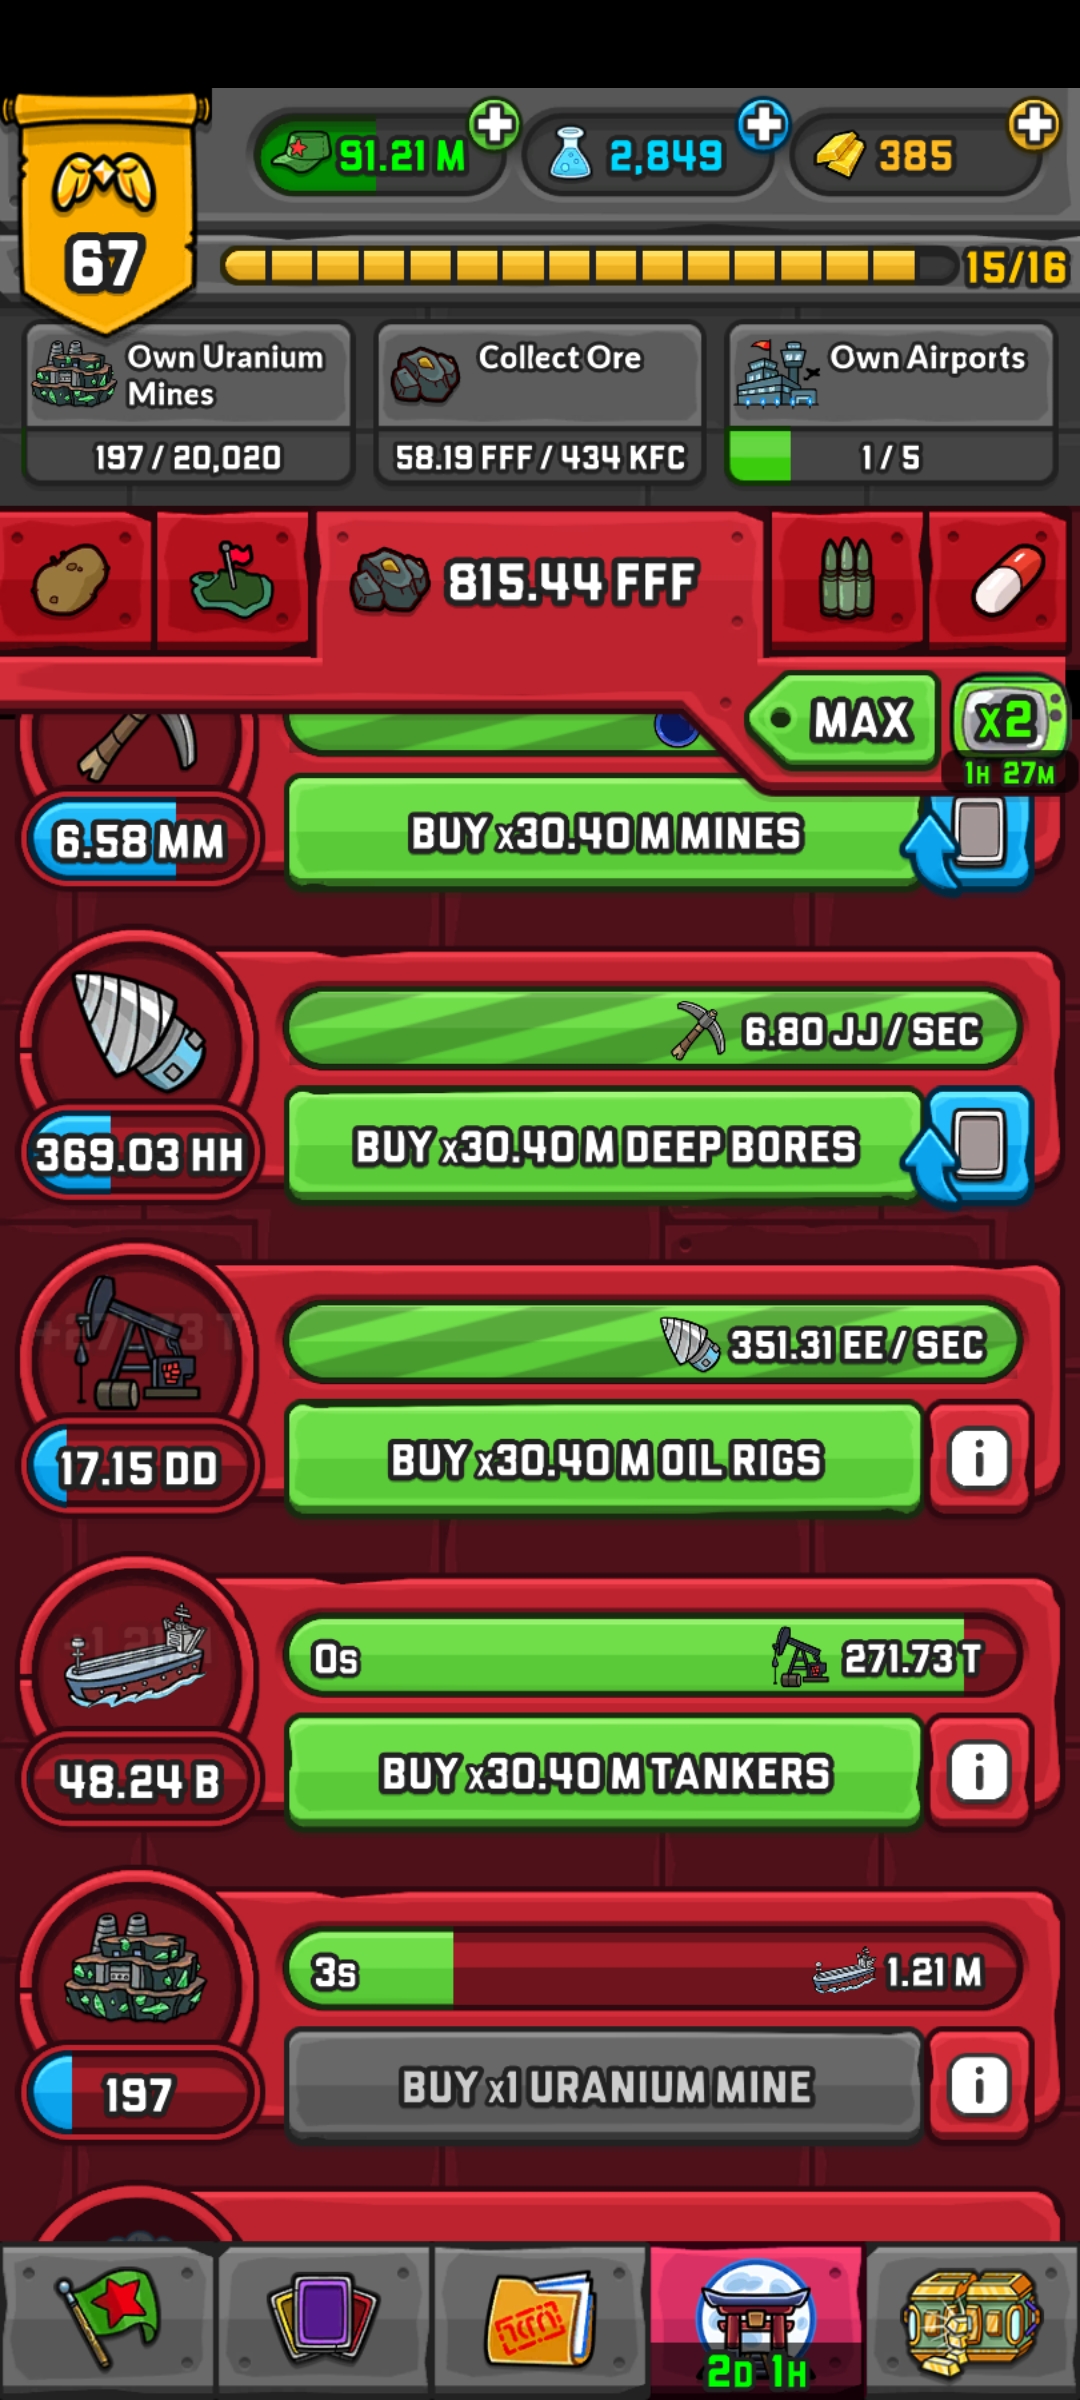 91.21 M
2,849
385
67
15/16
Own Uranium
Mines
197 / 20,020
Collect Ore
58.19 FFF / 434 KFC
Own Airports
1 / 5
815.44 FFF
MAX
X2
1H 27M
6.58 MM
BUY x30.40 M MINES
6.80 JJ / SEC
369.03 HH
BUY x30.40 M DEEP BORES
351.31 EE / SEC
17.15 DD
BUY x30.40 M OIL RIGS
i
0s
271.73 T
48.24 B
BUY x30.40 M TANKERS
i
3s
1.21 M
197
BUY x1 URANIUM MINE
i
2D 1H